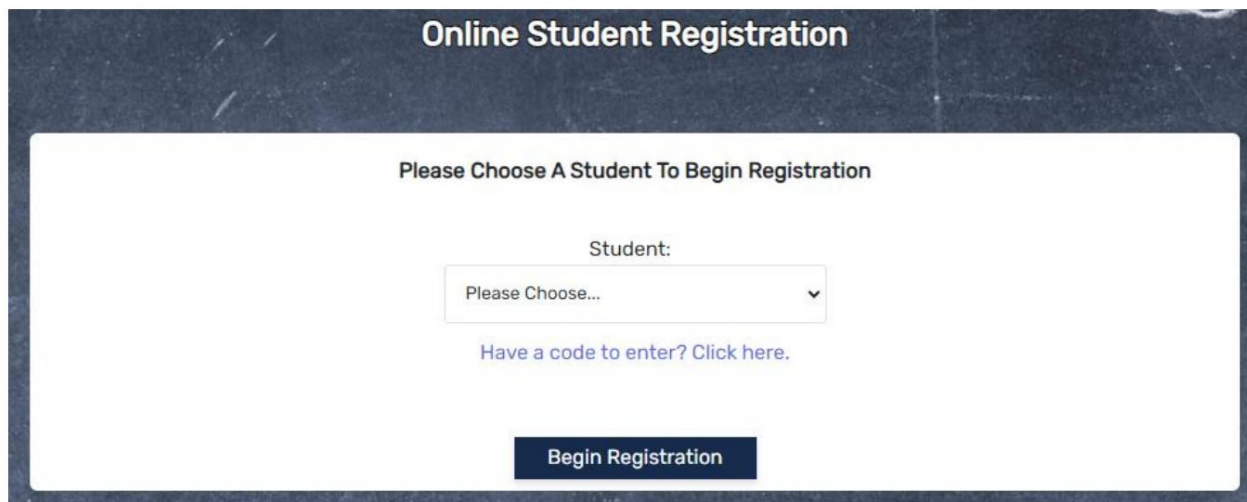 Online Student Registration
Please Choose A Student To Begin Registration
Student:
Please Choose...
Have a code to enter? Click here.
Begin Registration